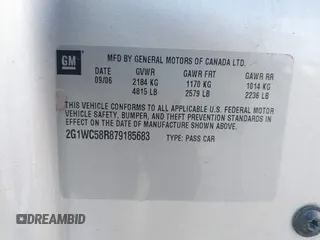 GM
MFD BY GENERAL MOTORS OF CANADA LTD.
DATE GVWR GAWR FRT GAWR RR
09/06 2184 KG 1170 KG 1014 KG
4815 LB 2579 LB 2236 LB
THIS VEHICLE CONFORMS TO ALL APPLICABLE U.S. FEDERAL MOTOR
VEHICLE SAFETY, BUMPER, AND THEFT PREVENTION STANDARDS
IN EFFECT ON THE DATE OF MANUFACTURE SHOWN ABOVE.
2G1WC58R879185683 TYPE: PASS CAR
DREAMBID